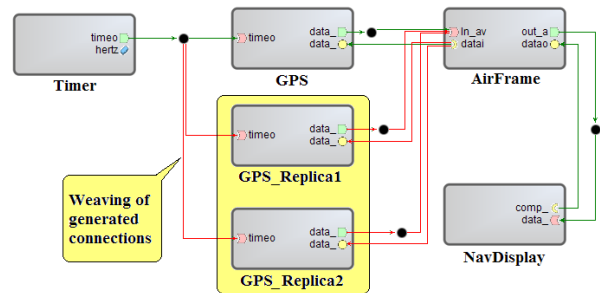 timeo
hertz
Timer
timeo
data_
data_
GPS
In_av
datai
out_a
datao
AirFrame
timeo
data_
data_
GPS_Replica1
Weaving of
generated
connections
timeo
data_
data_
GPS_Replica2
comp_
data_
NavDisplay